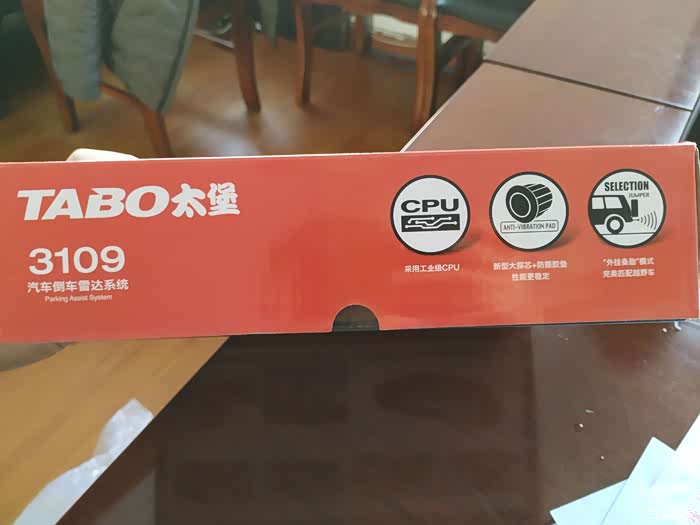 TABO太堡
3109
汽车倒车雷达系统
Parking Assist System
CPU
采用工业级CPU
ANTI-VIBRATION PAD
新型大探芯+防摄胶垫
性能更稳定
SELECTION
JUMPER
"外挂备胎"模式
完美匹配越野车